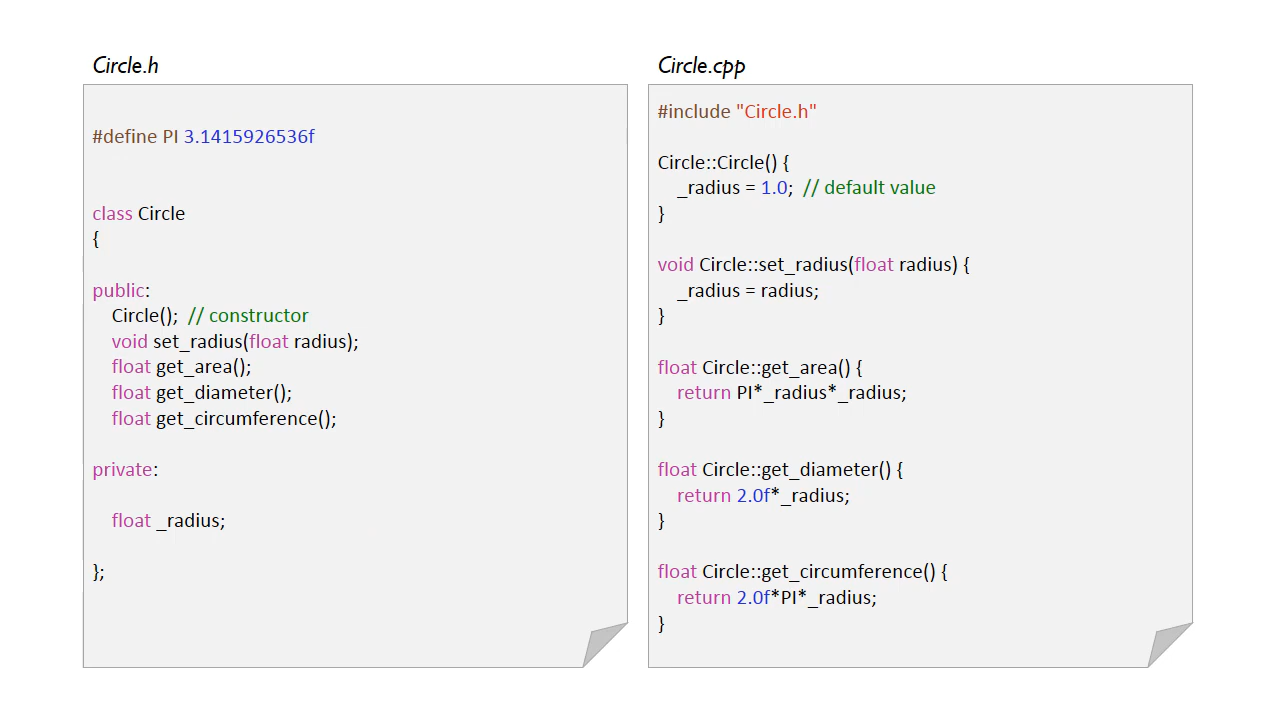 Circle.h
#define PI 3.1415926536f
class Circle
{
public:
Circle(); // constructor
void set_radius(float radius);
float get_area();
float get_diameter();
float get_circumference();
private:
float _radius;
};
Circle.cpp
#include "Circle.h"
Circle::Circle() {
_radius = 1.0; // default value
}
void Circle::set_radius(float radius) {
_radius = radius;
}
float Circle::get_area() {
return PI*_radius*_radius;
}
float Circle::get_diameter() {
return 2.0f*_radius;
}
float Circle::get_circumference() {
return 2.0f*PI*_radius;
}